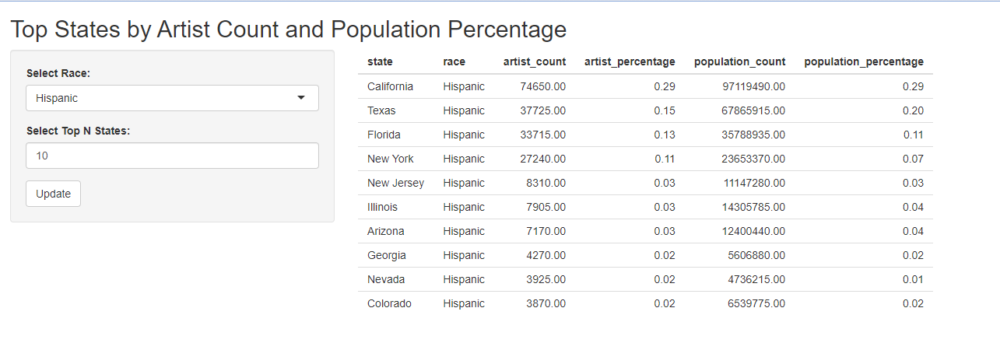 Top States by Artist Count and Population Percentage
Select Race:
Hispanic
Select Top N States:
10
Update
state race artist_count artist_percentage population_count population_percentage
California Hispanic 74650.00 0.29 97119490.00 0.29
Texas Hispanic 37725.00 0.15 67865915.00 0.20
Florida Hispanic 33715.00 0.13 35788935.00 0.11
New York Hispanic 27240.00 0.11 23653370.00 0.07
New Jersey Hispanic 8310.00 0.03 11147280.00 0.03
Illinois Hispanic 7905.00 0.03 14305785.00 0.04
Arizona Hispanic 7170.00 0.03 12400440.00 0.04
Georgia Hispanic 4270.00 0.02 5606880.00 0.02
Nevada Hispanic 3925.00 0.02 4736215.00 0.01
Colorado Hispanic 3870.00 0.02 6539775.00 0.02